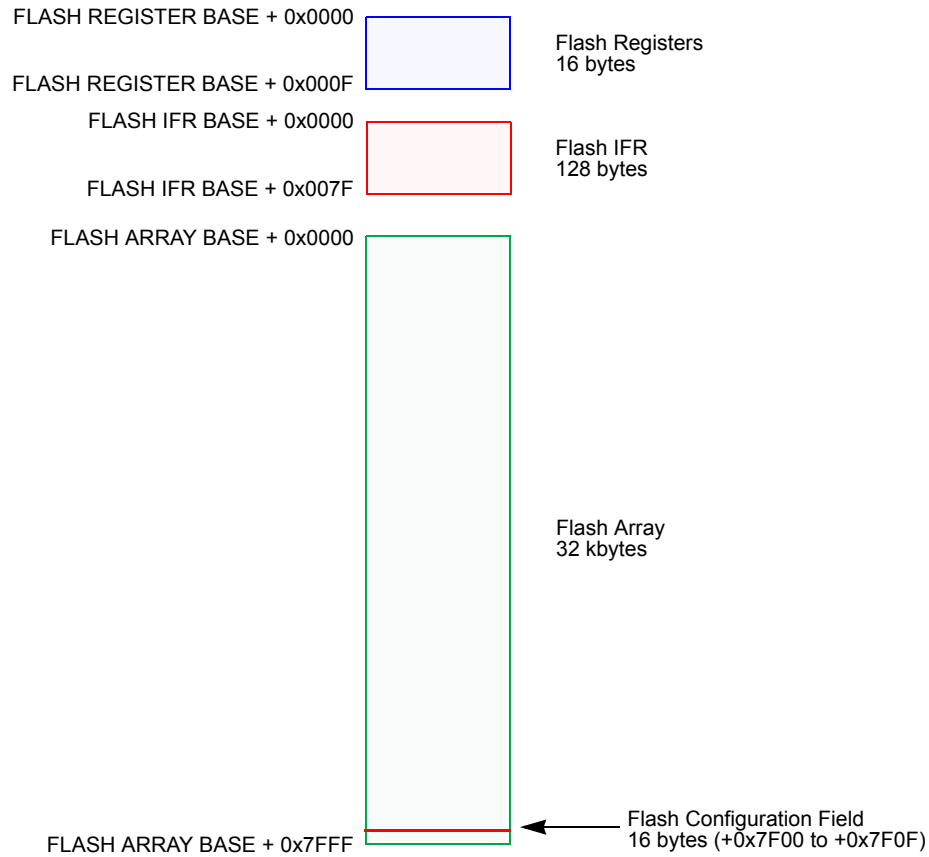 FLASH REGISTER BASE + 0x0000
Flash Registers
16 bytes
FLASH REGISTER BASE + 0x000F
FLASH IFR BASE + 0x0000
Flash IFR
128 bytes
FLASH IFR BASE + 0x007F
FLASH ARRAY BASE + 0x0000
Flash Array
32 kbytes
Flash Configuration Field
16 bytes (+0x7F00 to +0x7F0F)
FLASH ARRAY BASE + 0x7FFF